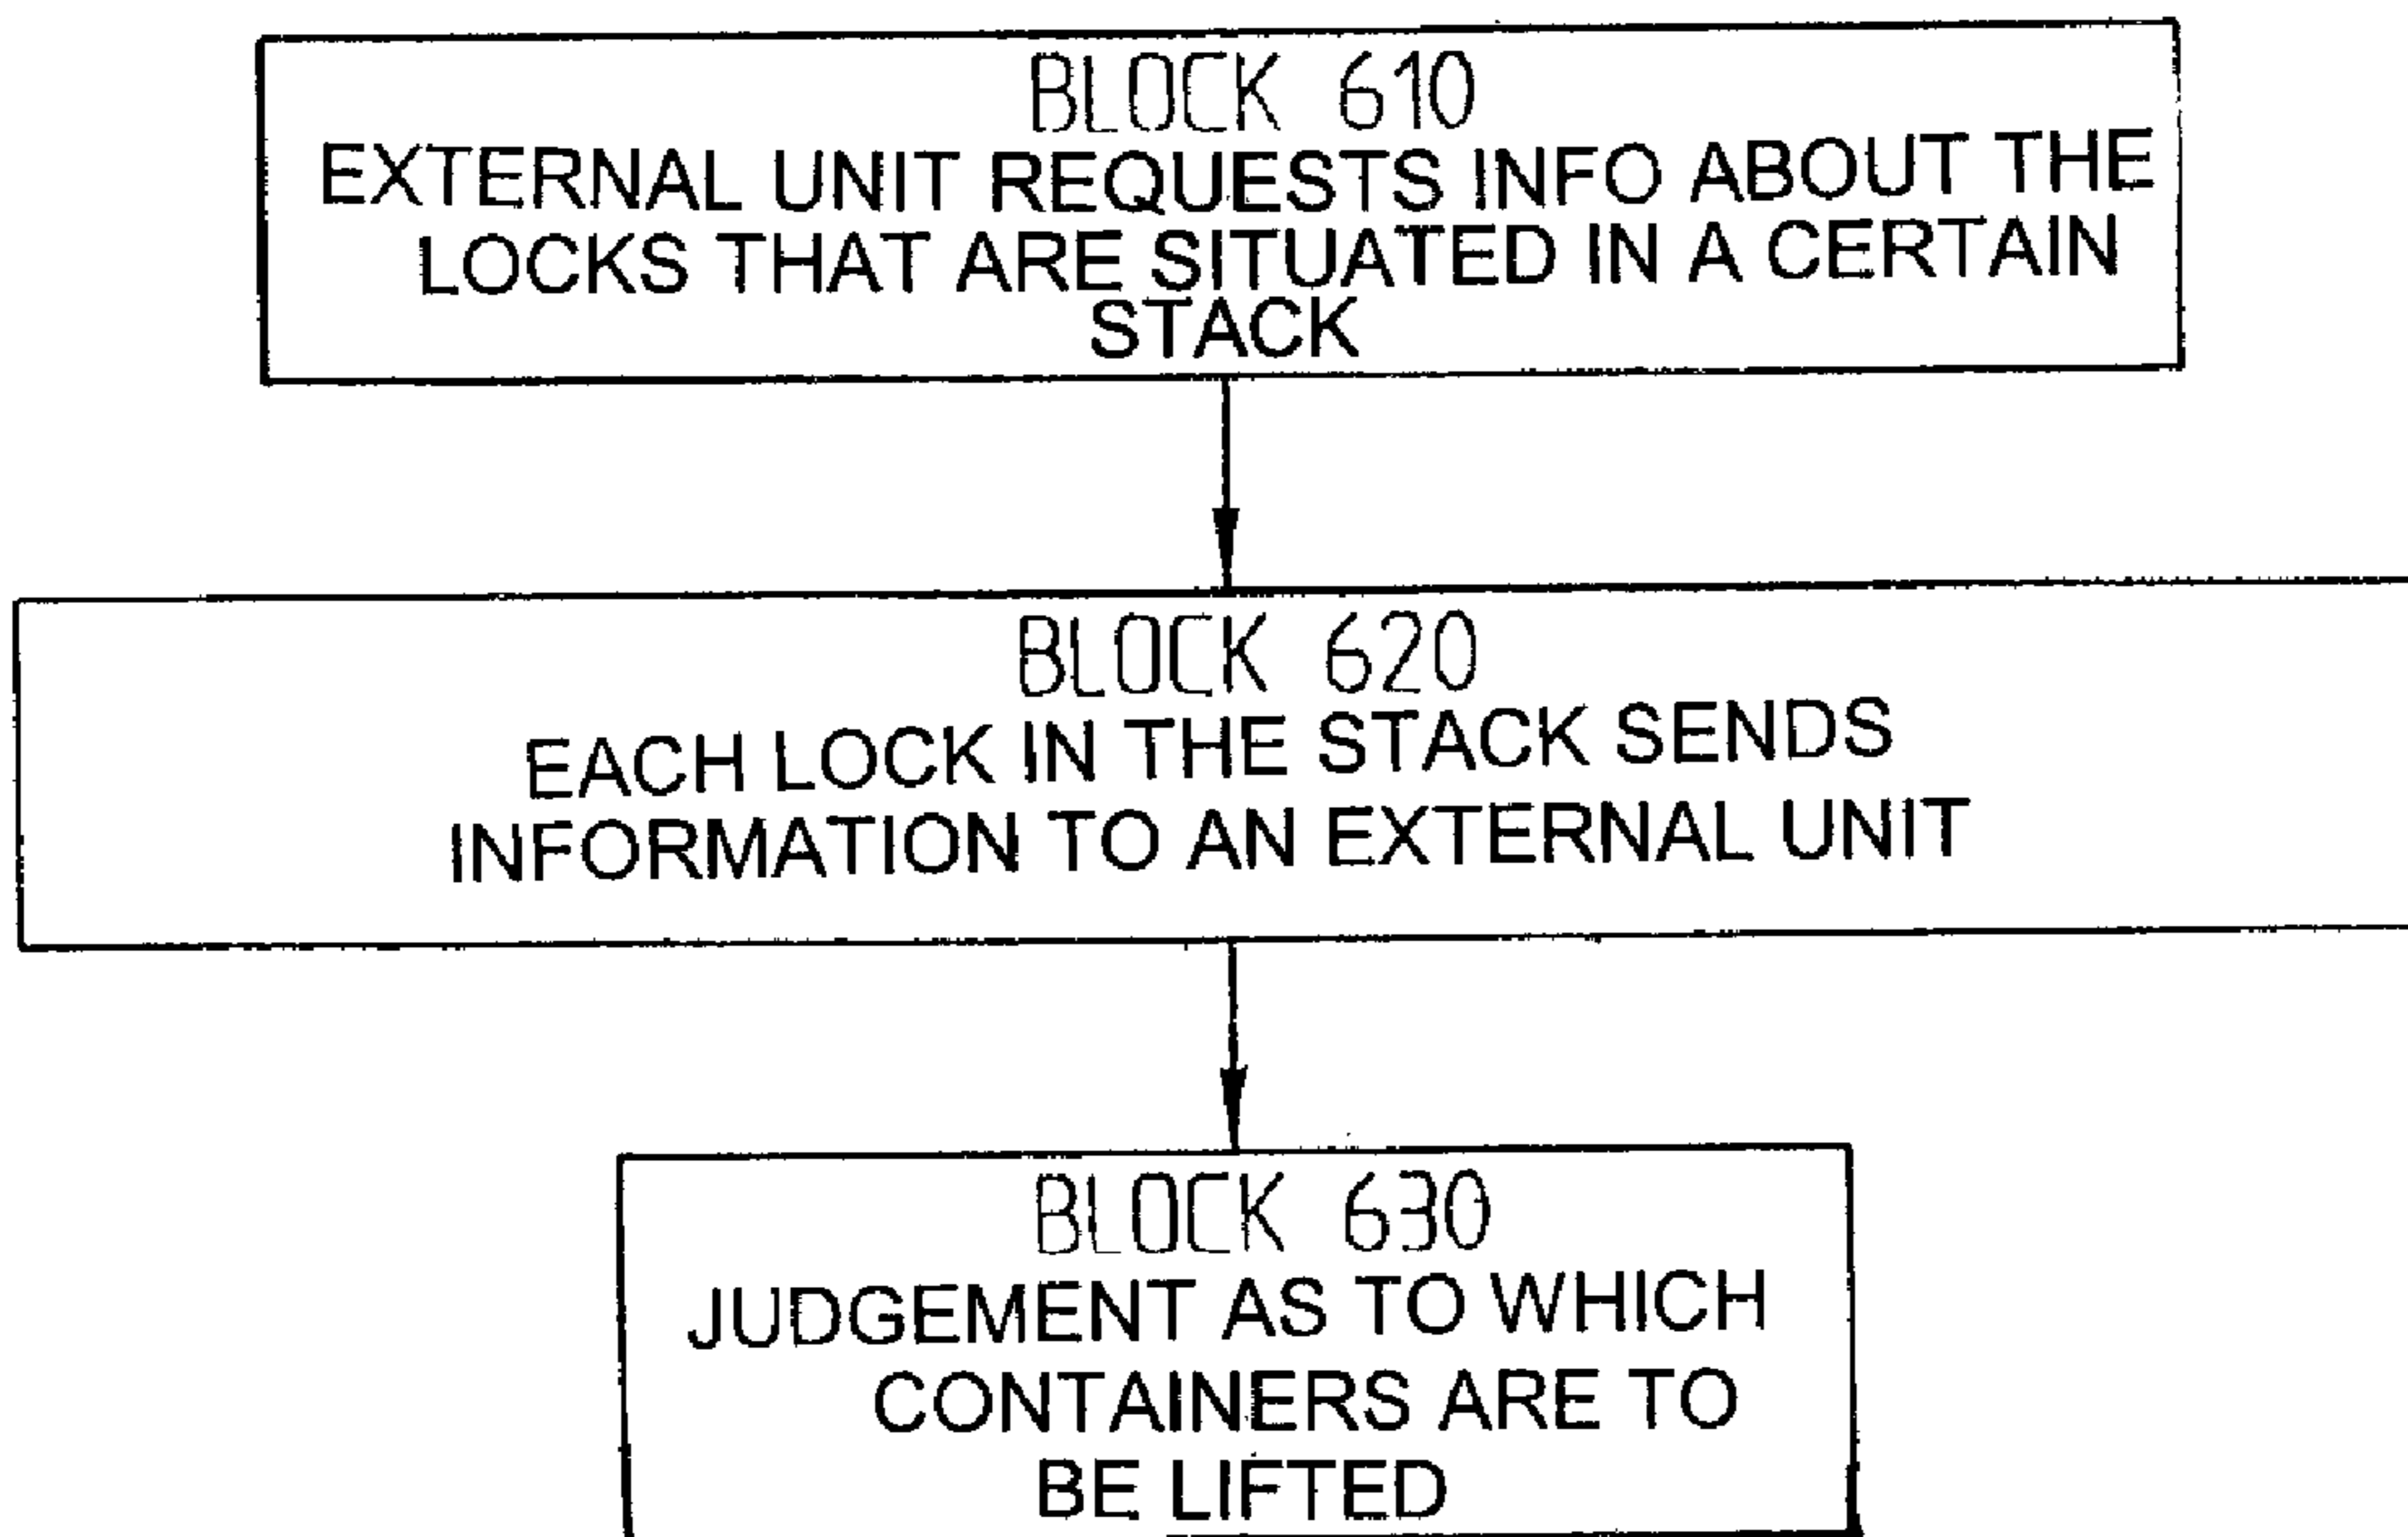 BLOCK 610
EXTERNAL UNIT REQUESTS INFO ABOUT THE
LOCKS THAT ARE SITUATED IN A CERTAIN
STACK
BLOCK 620
EACH LOCK IN THE STACK SENDS
INFORMATION TO AN EXTERNAL UNIT
BLOCK 630
JUDGEMENT AS TO WHICH
CONTAINERS ARE TO
BE LIFTED